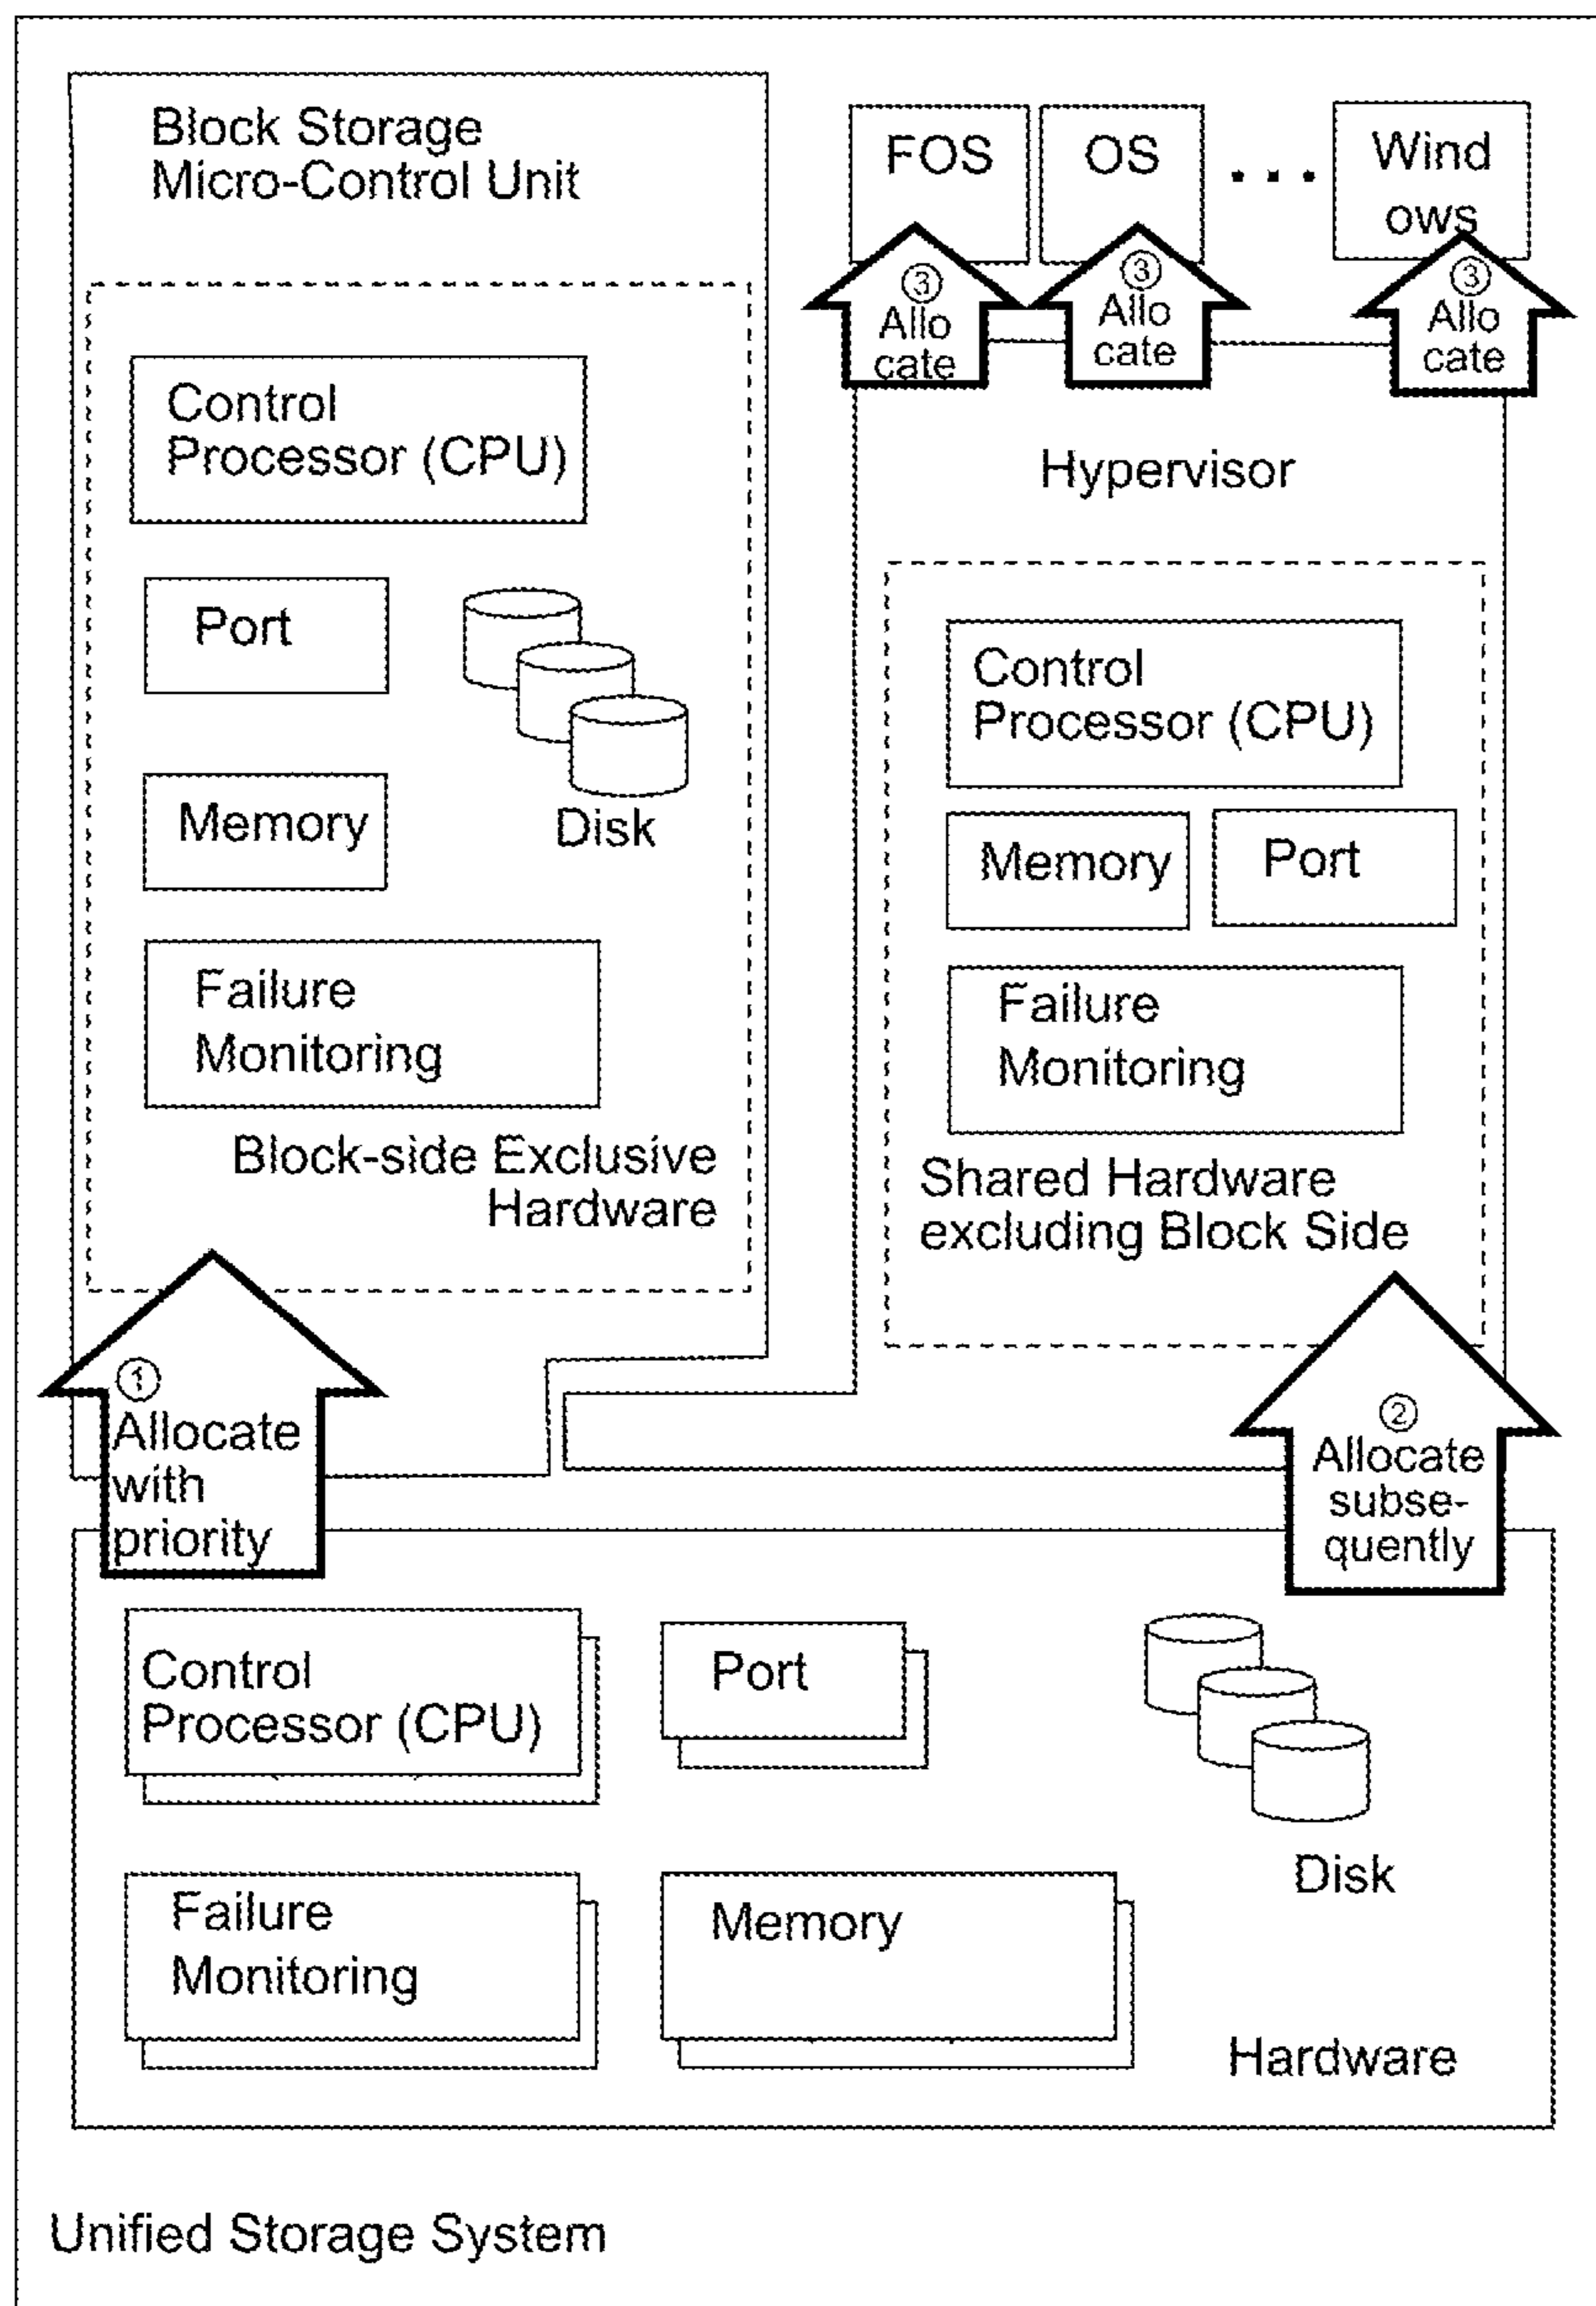 Block Storage
Micro-Control Unit
Control
Processor (CPU)
Port
Memory
Disk
Failure
Monitoring
Block-side Exclusive
Hardware
① 
Allocate
with
priority
FOS
OS
...
Wind
ows
③
Allo
cate
③
Allo
cate
③
Allo
cate
Hypervisor
Control
Processor (CPU)
Memory
Port
Failure
Monitoring
Shared Hardware
excluding Block Side
②
Allocate
subse-
quently
Control
Processor (CPU)
Port
Disk
Failure
Monitoring
Memory
Hardware
Unified Storage System